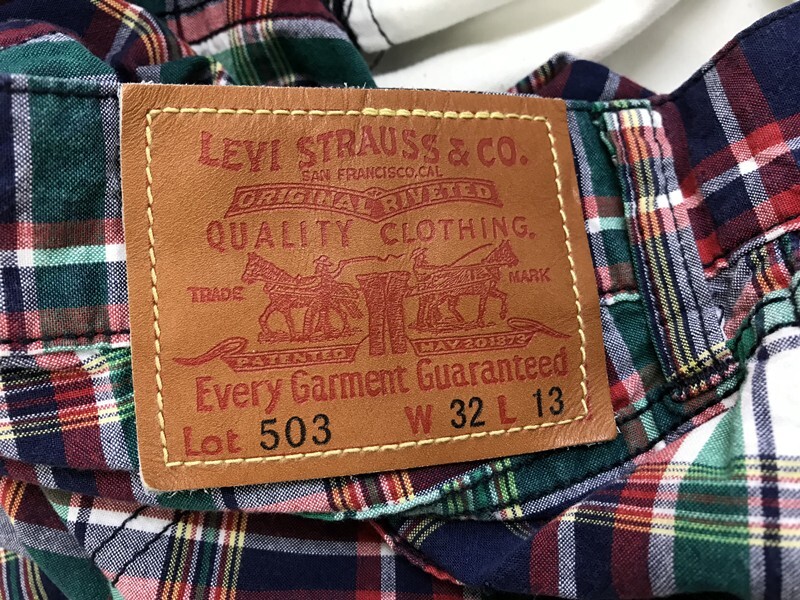 LEVI STRAUSS & CO.
SAN FRANCISCO, CAL
ORIGINAL RIVETED
QUALITY CLOTHING.
TRADE MARK
PATENTED MAY 20 1873
Every Garment Guaranteed
Lot 503 W 32 L 13